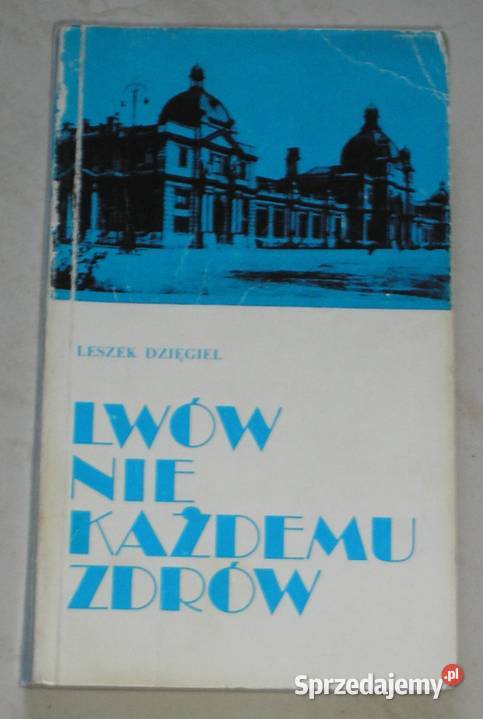 LESZEK DZIĘGIEL
LWÓW
NIE
KAŻDEMU
ZDRÓW
Sprzedajemy.pl